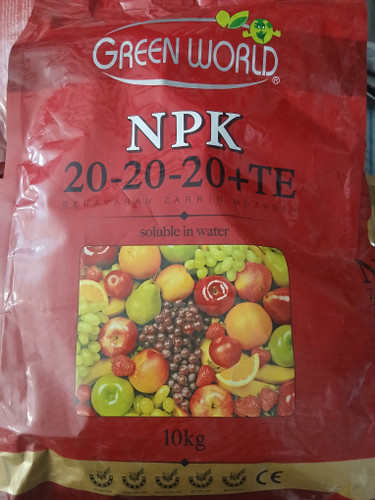 GREEN WORLD
®
NPK
20-20-20+TE
soluble in water
10kg
CE